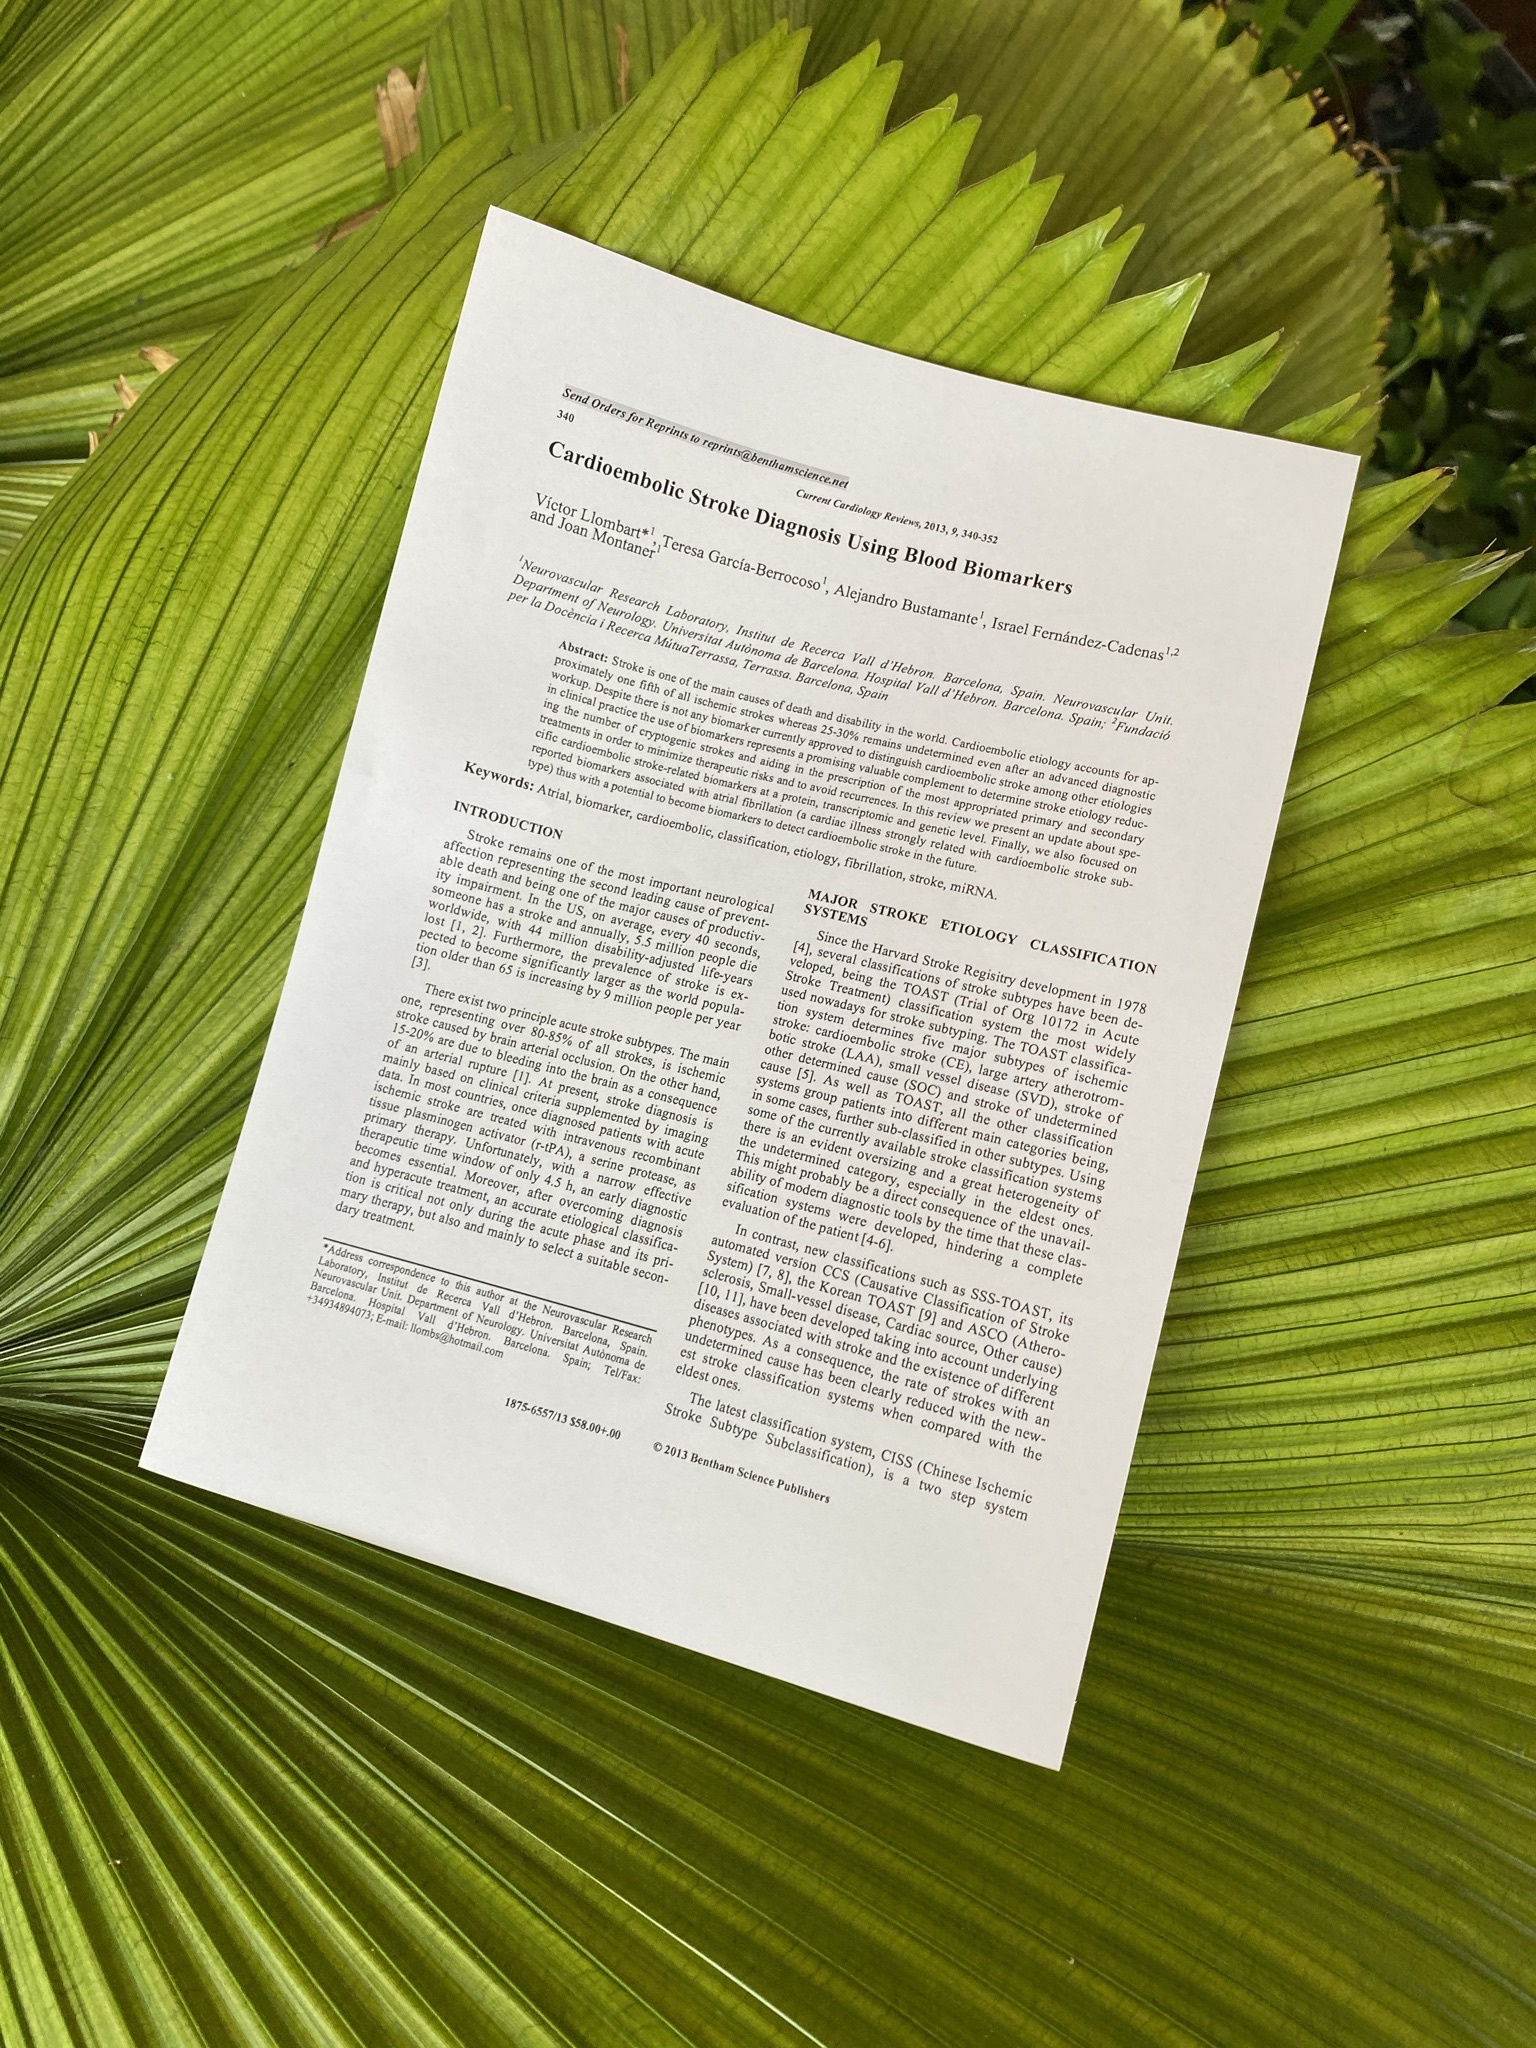 Send Orders for Reprints to reprints@benthamscience.net
340
Current Cardiology Reviews, 2013, 9, 340-352
Cardioembolic Stroke Diagnosis Using Blood Biomarkers
Víctor Llombart*1, Teresa García-Berrocoso1, Alejandro Bustamante1, Israel Fernández-Cadenas1,2
and Joan Montaner1
1Neurovascular Research Laboratory, Institut de Recerca Vall d'Hebron. Barcelona, Spain. Neurovascular Unit.
Department of Neurology. Universitat Autònoma de Barcelona. Hospital Vall d'Hebron. Barcelona. Spain; 2Fundació
per la Docència i Recerca MútuaTerrassa, Terrassa. Barcelona, Spain
Abstract: Stroke is one of the main causes of death and disability in the world. Cardioembolic etiology accounts for ap-
proximately one fifth of all ischemic strokes whereas 25-30% remains undetermined even after an advanced diagnostic
workup. Despite there is not any biomarker currently approved to distinguish cardioembolic stroke among other etiologies
in clinical practice the use of biomarkers represents a promising valuable complement to determine stroke etiology reduc-
ing the number of cryptogenic strokes and aiding in the prescription of the most appropriated primary and secondary
treatments in order to minimize therapeutic risks and to avoid recurrences. In this review we present an update about spe-
cific cardioembolic stroke-related biomarkers at a protein, transcriptomic and genetic level. Finally, we also focused on
reported biomarkers associated with atrial fibrillation (a cardiac illness strongly related with cardioembolic stroke sub-
type) thus with a potential to become biomarkers to detect cardioembolic stroke in the future.
Keywords: Atrial, biomarker, cardioembolic, classification, etiology, fibrillation, stroke, miRNA.
INTRODUCTION
Stroke remains one of the most important neurological
affection representing the second leading cause of prevent-
able death and being one of the major causes of productiv-
ity impairment. In the US, on average, every 40 seconds,
someone has a stroke and annually, 5.5 million people die
worldwide, with 44 million disability-adjusted life-years
lost [1, 2]. Furthermore, the prevalence of stroke is ex-
pected to become significantly larger as the world popula-
tion older than 65 is increasing by 9 million people per year
[3].
There exist two principle acute stroke subtypes. The main
one, representing over 80-85% of all strokes, is ischemic
stroke caused by brain arterial occlusion. On the other hand,
15-20% are due to bleeding into the brain as a consequence
of an arterial rupture [1]. At present, stroke diagnosis is
mainly based on clinical criteria supplemented by imaging
data. In most countries, once diagnosed patients with acute
ischemic stroke are treated with intravenous recombinant
tissue plasminogen activator (r-tPA), a serine protease, as
primary therapy. Unfortunately, with a narrow effective
therapeutic time window of only 4.5 h, an early diagnostic
becomes essential. Moreover, after overcoming diagnosis
and hyperacute treatment, an accurate etiological classifica-
tion is critical not only during the acute phase and its pri-
mary therapy, but also and mainly to select a suitable secon-
dary treatment.
*Address correspondence to this author at the Neurovascular Research
Laboratory, Institut de Recerca Vall d'Hebron. Barcelona, Spain.
Neurovascular Unit. Department of Neurology. Universitat Autònoma de
Barcelona. Hospital Vall d'Hebron. Barcelona. Spain; Tel/Fax:
+34934894073; E-mail: llombs@hotmail.com
MAJOR STROKE ETIOLOGY CLASSIFICATION
SYSTEMS
Since the Harvard Stroke Regisitry development in 1978
[4], several classifications of stroke subtypes have been de-
veloped, being the TOAST (Trial of Org 10172 in Acute
Stroke Treatment) classification system the most widely
used nowadays for stroke subtyping. The TOAST classifica-
tion system determines five major subtypes of ischemic
stroke: cardioembolic stroke (CE), large artery atherotrom-
botic stroke (LAA), small vessel disease (SVD), stroke of
other determined cause (SOC) and stroke of undetermined
cause [5]. As well as TOAST, all the other classification
systems group patients into different main categories being,
in some cases, further sub-classified in other subtypes. Using
some of the currently available stroke classification systems
there is an evident oversizing and a great heterogeneity of
the undetermined category, especially in the eldest ones.
This might probably be a direct consequence of the unavail-
ability of modern diagnostic tools by the time that these clas-
sification systems were developed, hindering a complete
evaluation of the patient [4-6].
In contrast, new classifications such as SSS-TOAST, its
automated version CCS (Causative Classification of Stroke
System) [7, 8], the Korean TOAST [9] and ASCO (Athero-
sclerosis, Small-vessel disease, Cardiac source, Other cause)
[10, 11], have been developed taking into account underlying
diseases associated with stroke and the existence of different
phenotypes. As a consequence, the rate of strokes with an
undetermined cause has been clearly reduced with the new-
est stroke classification systems when compared with the
eldest ones.
The latest classification system, CISS (Chinese Ischemic
Stroke Subtype Subclassification), is a two step system
1875-6557/13 $58.00+.00
© 2013 Bentham Science Publishers